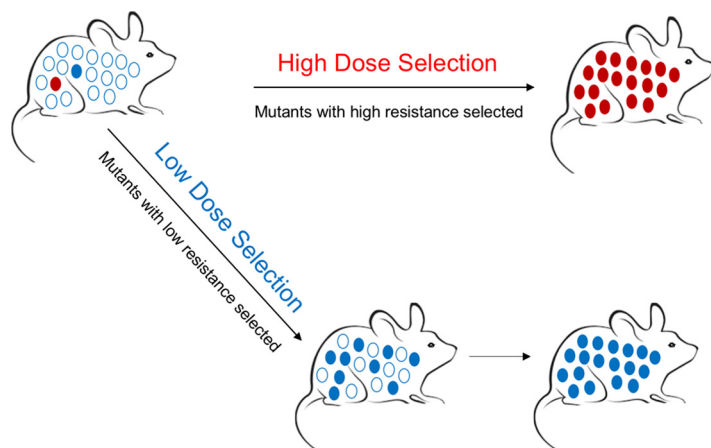 High Dose Selection
Mutants with high resistance selected
Low Dose Selection
Mutants with low resistance selected